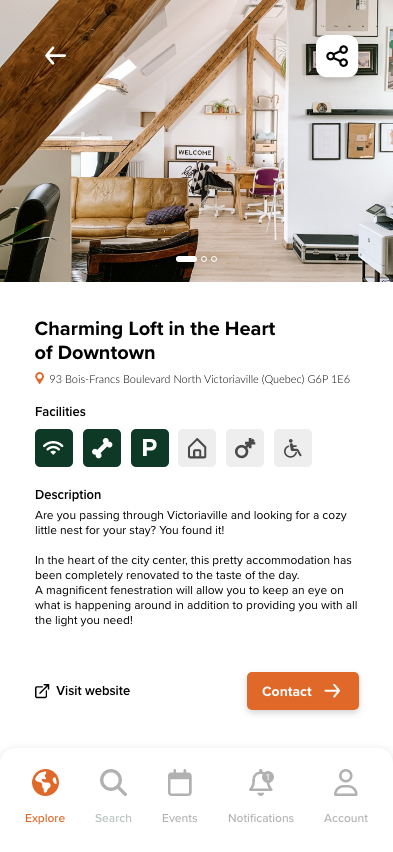 WELCOME
Charming Loft in the Heart
of Downtown
93 Bois-Francs Boulevard North Victoriaville (Quebec) G6P 1E6
Facilities
P
Description
Are you passing through Victoriaville and looking for a cozy
little nest for your stay? You found it!
In the heart of the city center, this pretty accommodation has
been completely renovated to the taste of the day.
A magnificent fenestration will allow you to keep an eye on
what is happening around in addition to providing you with all
the light you need!
Visit website
Contact
1
Explore
Search
Events
Notifications
Account